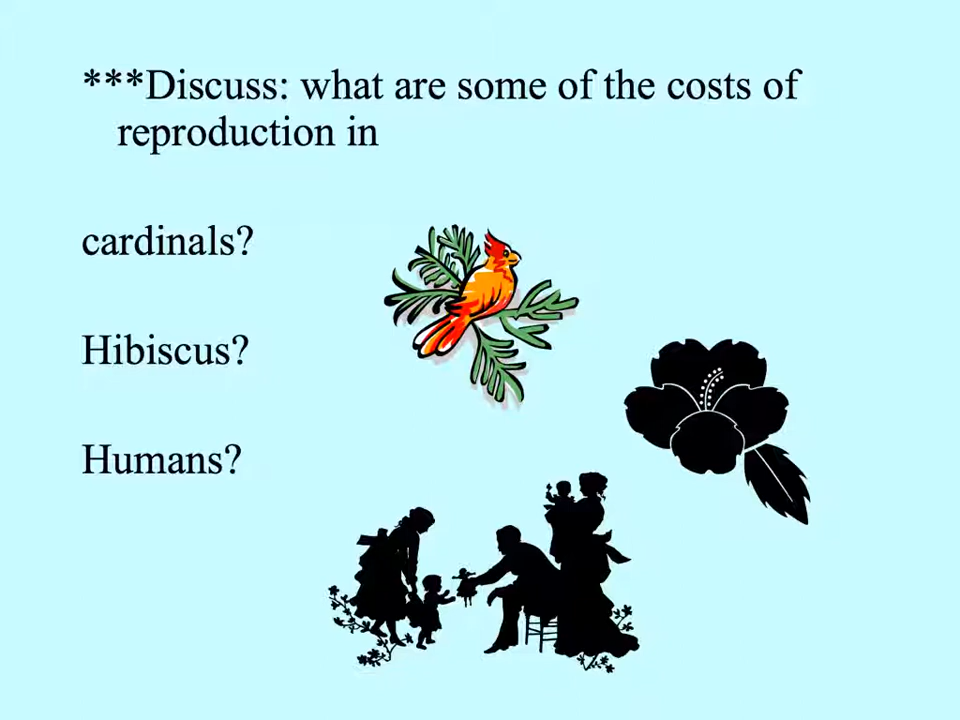 ***Discuss: what are some of the costs of
reproduction in
cardinals?
Hibiscus?
Humans?